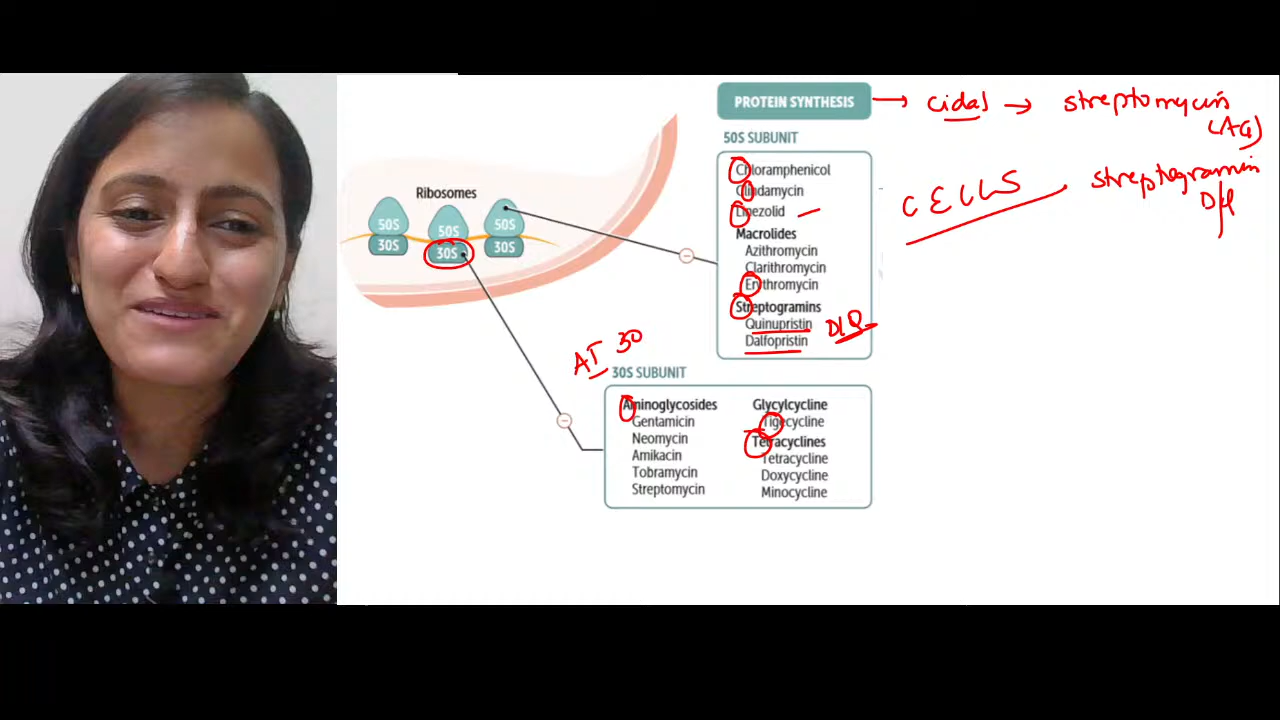 PROTEIN SYNTHESIS → cidal → streptomycin
(AG)
50S SUBUNIT
Chloramphenicol
Clindamycin
Linezolid
Macrolides
Azithromycin
Clarithromycin
Erythromycin
Streptogramins
Quinupristin
Dalfopristin
D/Q
CELLS
streptogramin
Ribosomes
50S
50S
50S
30S
30S
30S
AT 30
30S SUBUNIT
Aminoglycosides
Gentamicin
Neomycin
Amikacin
Tobramycin
Streptomycin
Glycylcycline
Tigecycline
Tetracyclines
Tetracycline
Doxycycline
Minocycline